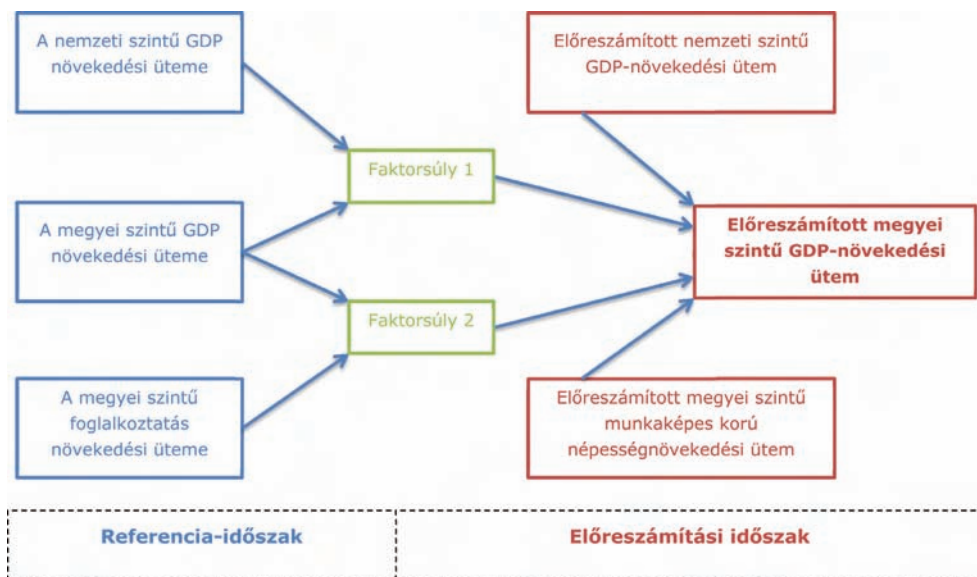 A nemzeti szintű GDP
növekedési üteme
Előreszámított nemzeti szintű
GDP-növekedési ütem
Faktorsúly 1
A megyei szintű GDP
növekedési üteme
Előreszámított megyei
szintű GDP-növekedési
ütem
Faktorsúly 2
A megyei szintű
foglalkoztatás
növekedési üteme
Előreszámított megyei szintű
munkaképes korú
népességnövekedési ütem
Referencia-időszak
Előreszámítási időszak